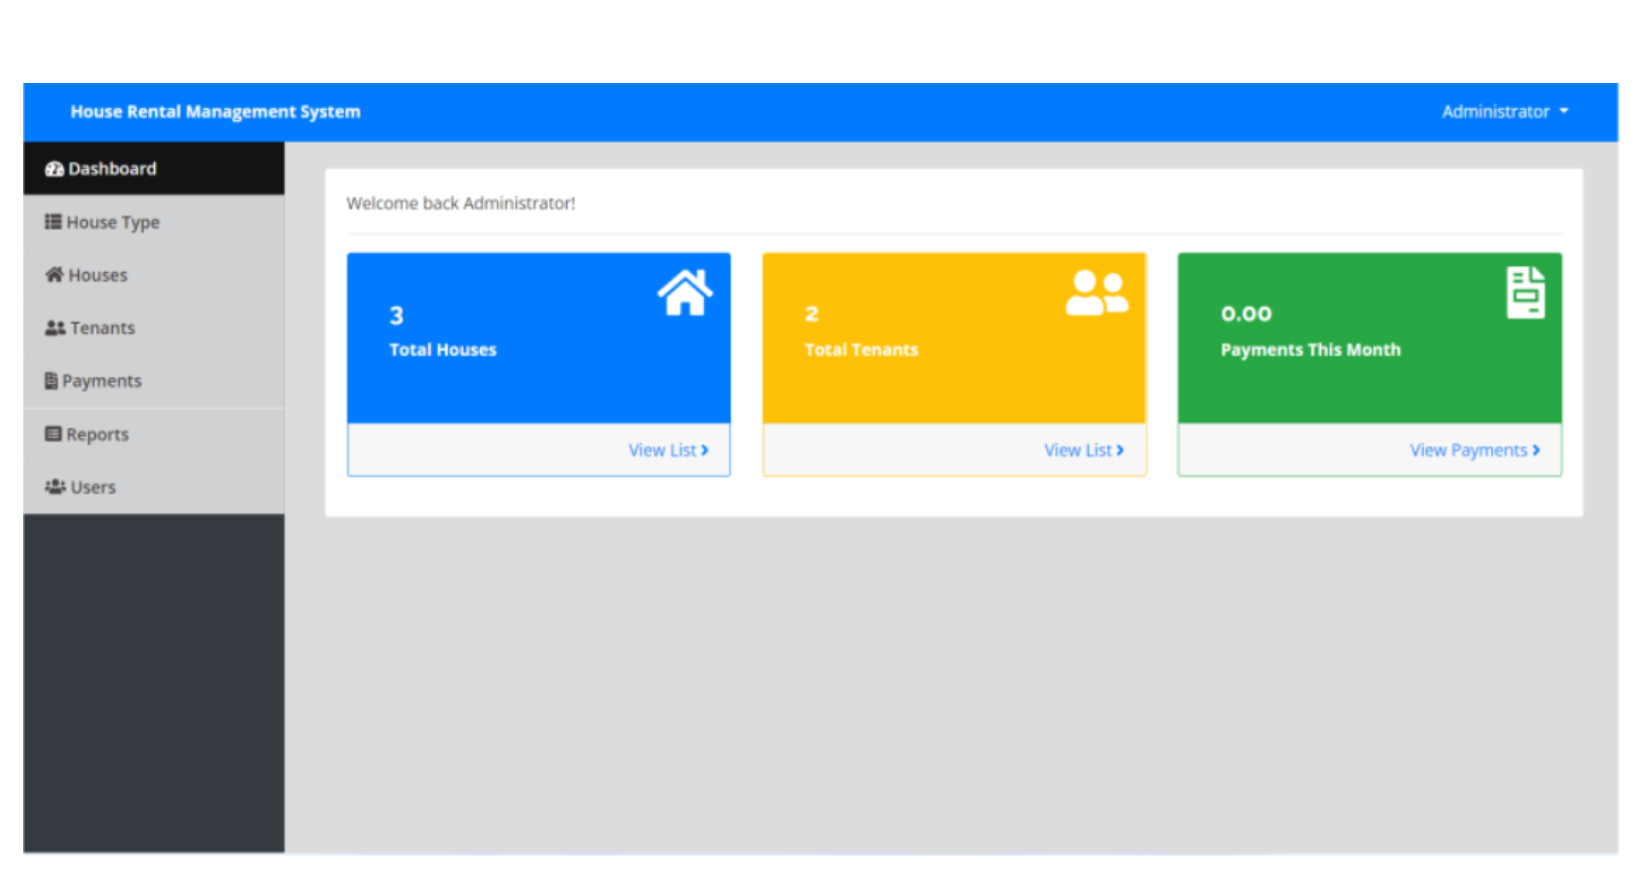 House Rental Management System
Administrator
Dashboard
House Type
Houses
Tenants
Payments
Reports
Users
Welcome back Administrator!
3
Total Houses
View List
2
Total Tenants
View List
0.00
Payments This Month
View Payments